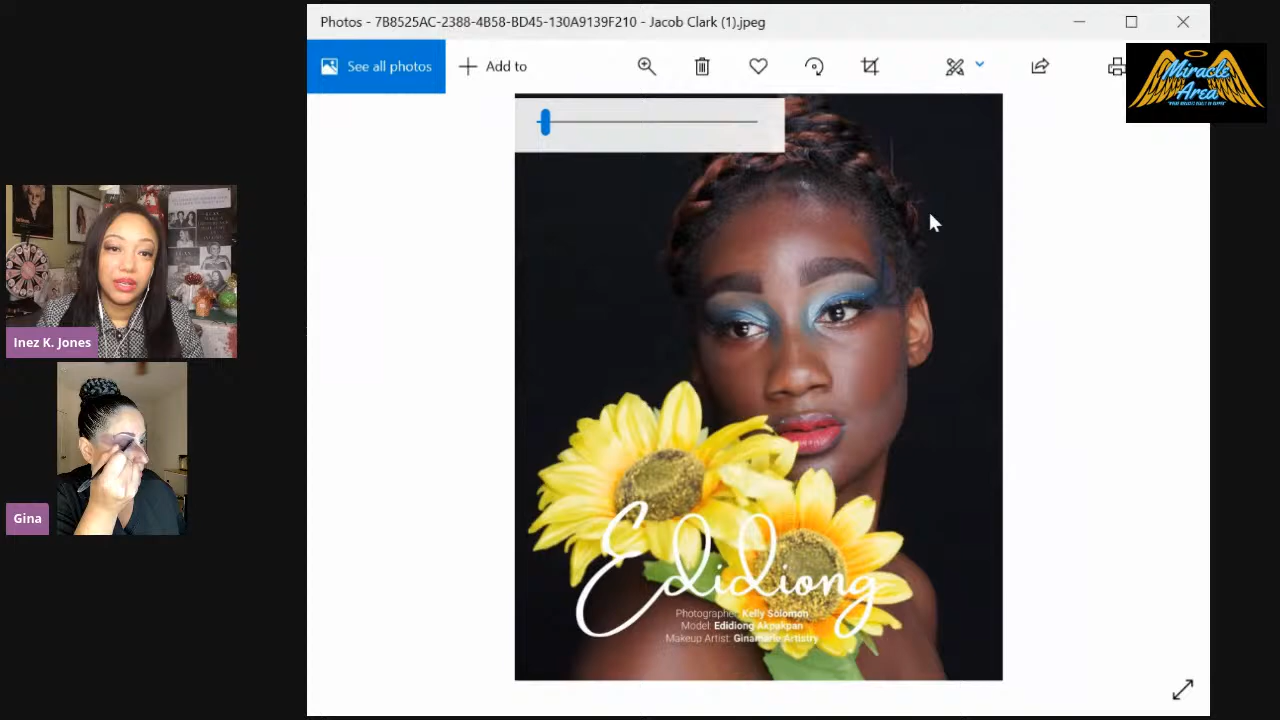 Photos - 7B8525AC-2388-4B58-BD45-130A9139F210 - Jacob Clark (1).jpeg
See all photos
Add to
Miracle
Area
Inez K. Jones
Gina
Edidiong
Photographer: Kelly Solomon
Model: Edidiong Akpakpan
Makeup Artist: Ginamarie Artistry